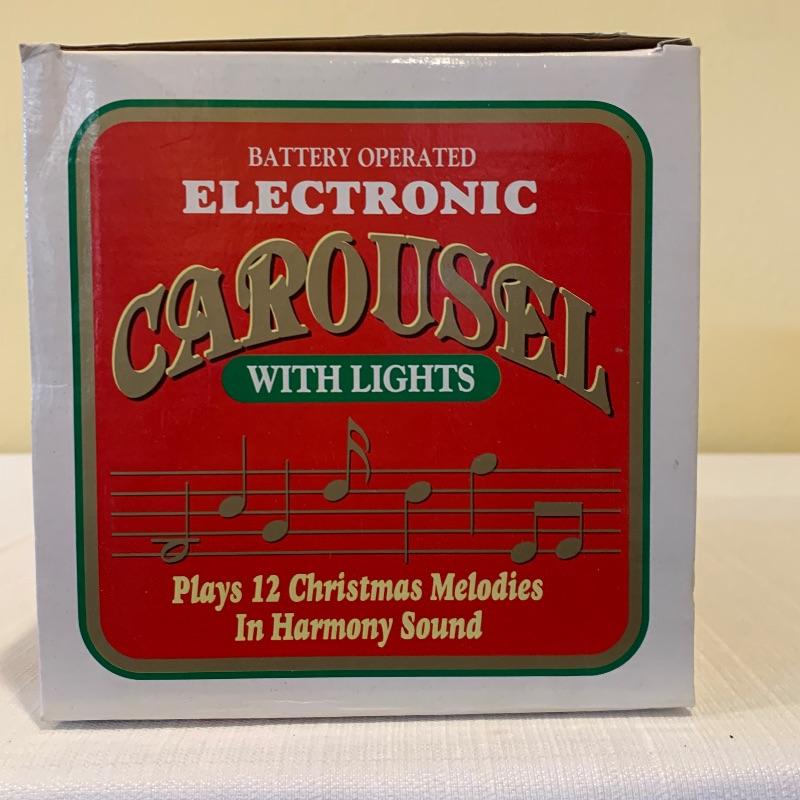 BATTERY OPERATED
ELECTRONIC
CAROUSEL
WITH LIGHTS
Plays 12 Christmas Melodies
In Harmony Sound